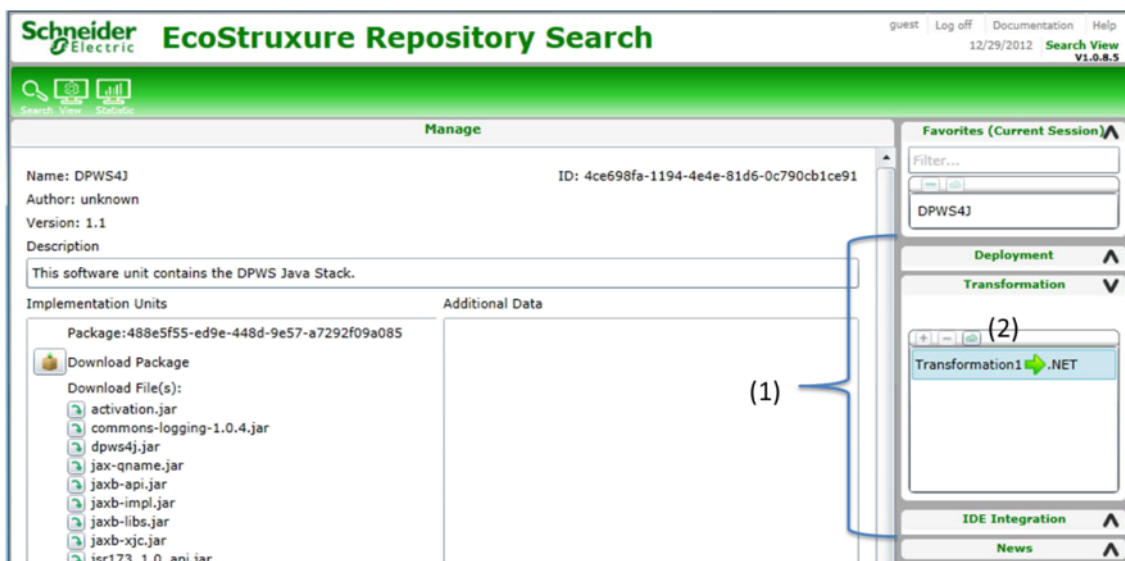 Schneider Electric
EcoStruxure Repository Search
guest Log off Documentation Help
12/29/2012 Search View
V1.0.8.5
Search View Statistic
Manage
Name: DPWS4J
ID: 4ce698fa-1194-4e4e-81d6-0c790cb1ce91
Author: unknown
Version: 1.1
Description
This software unit contains the DPWS Java Stack.
Implementation Units
Package:488e5f55-ed9e-448d-9e57-a7292f09a085
Download Package
Download File(s):
activation.jar
commons-logging-1.0.4.jar
dpws4j.jar
jax-qname.jar
jaxb-api.jar
jaxb-impl.jar
jaxb-libs.jar
jaxb-xjc.jar
jsr173_1.0_api.jar
Additional Data
(1)
Favorites (Current Session)
Filter...
DPWS4J
Deployment
Transformation
(2)
Transformation1 .NET
IDE Integration
News